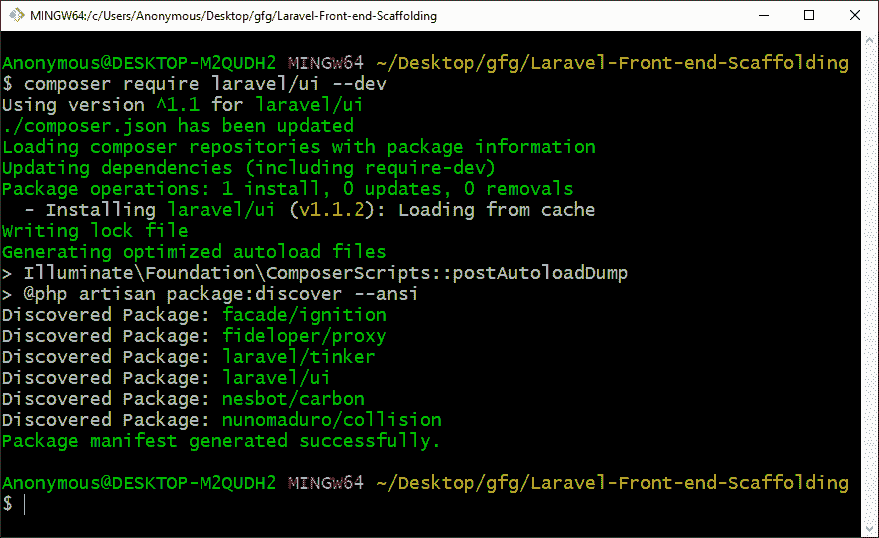 MINGW64:/c/Users/Anonymous/Desktop/gfg/Laravel-Front-end-Scaffolding
Anonymous@DESKTOP-M2QUDH2 MINGW64 ~/Desktop/gfg/Laravel-Front-end-Scaffolding
$ composer require laravel/ui --dev
Using version ^1.1 for laravel/ui
./composer.json has been updated
Loading composer repositories with package information
Updating dependencies (including require-dev)
Package operations: 1 install, 0 updates, 0 removals
  - Installing laravel/ui (v1.1.2): Loading from cache
Writing lock file
Generating optimized autoload files
> Illuminate\Foundation\ComposerScripts::postAutoloadDump
> @php artisan package:discover --ansi
Discovered Package: facade/ignition
Discovered Package: fideloper/proxy
Discovered Package: laravel/tinker
Discovered Package: laravel/ui
Discovered Package: nesbot/carbon
Discovered Package: nunomaduro/collision
Package manifest generated successfully.
Anonymous@DESKTOP-M2QUDH2 MINGW64 ~/Desktop/gfg/Laravel-Front-end-Scaffolding
$